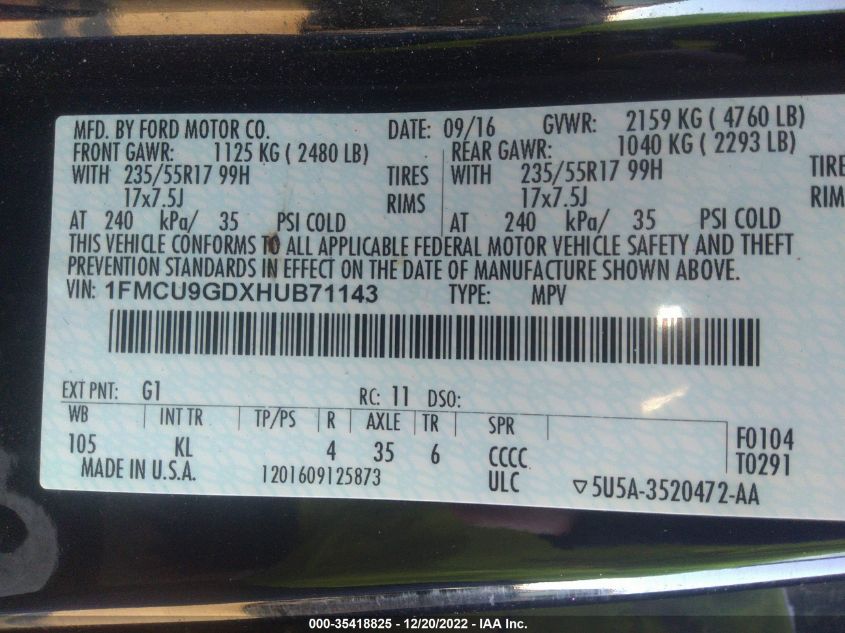 MFD. BY FORD MOTOR CO. DATE: 09/16 GVWR: 2159 KG ( 4760 LB)
FRONT GAWR: 1125 KG ( 2480 LB) REAR GAWR: 1040 KG ( 2293 LB)
WITH 235/55R17 99H TIRES WITH 235/55R17 99H TIRE
17x7.5J RIMS 17x7.5J RIM
AT 240 kPa/ 35 PSI COLD AT 240 kPa/ 35 PSI COLD
THIS VEHICLE CONFORMS TO ALL APPLICABLE FEDERAL MOTOR VEHICLE SAFETY AND THEFT
PREVENTION STANDARDS IN EFFECT ON THE DATE OF MANUFACTURE SHOWN ABOVE.
VIN: 1FMCU9GDXHUB71143 TYPE: MPV
EXT PNT: G1 RC: 11 DSO:
WB INT TR TP/PS R AXLE TR SPR F0104
105 KL 4 35 6 CCCC T0291
MADE IN U.S.A. 1201609125873 ULC ▽5U5A-3520472-AA
000-35418825 - 12/20/2022 - IAA Inc.